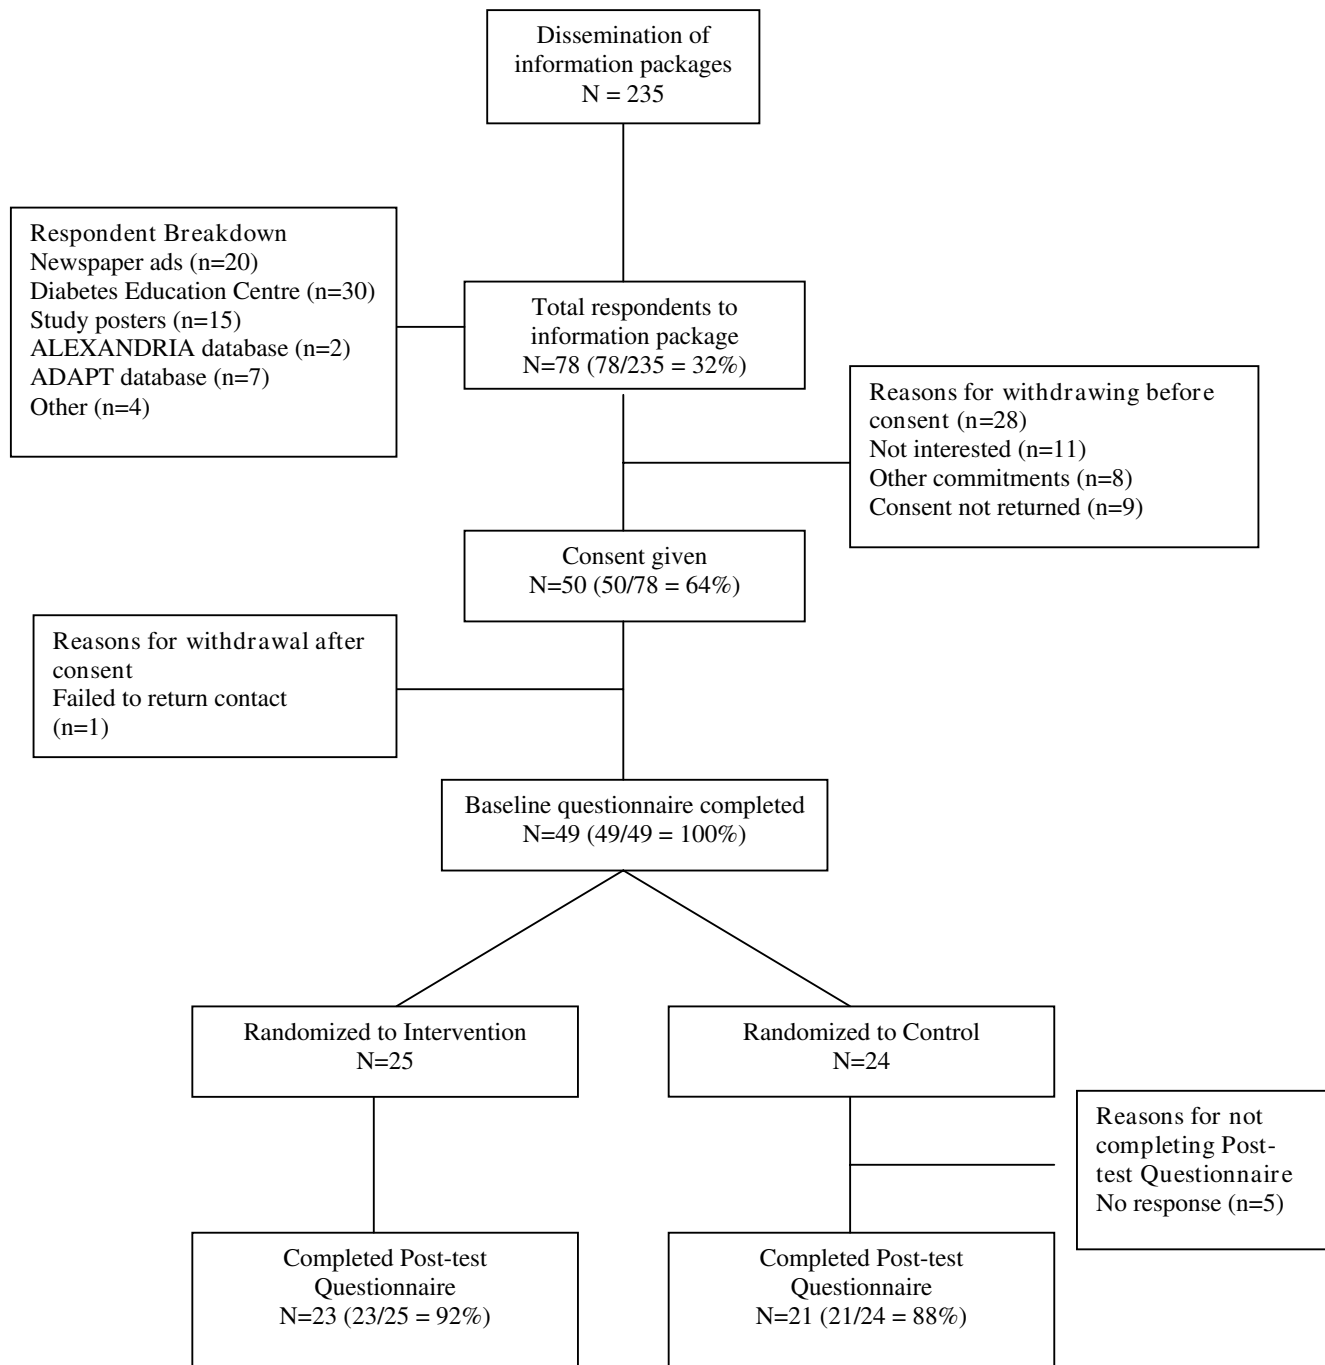 Dissemination of
information packages
N = 235
Respondent Breakdown
Newspaper ads (n=20)
Diabetes Education Centre (n=30)
Study posters (n=15)
ALEXANDRIA database (n=2)
ADAPT database (n=7)
Other (n=4)
Total respondents to
information package
N=78 (78/235 = 32%)
Reasons for withdrawing before
consent (n=28)
Not interested (n=11)
Other commitments (n=8)
Consent not returned (n=9)
Consent given
N=50 (50/78 = 64%)
Reasons for withdrawal after
consent
Failed to return contact
(n=1)
Baseline questionnaire completed
N=49 (49/49 = 100%)
Randomized to Intervention
N=25
Randomized to Control
N=24
Reasons for not
completing Post-
test Questionnaire
No response (n=5)
Completed Post-test
Questionnaire
N=23 (23/25 = 92%)
Completed Post-test
Questionnaire
N=21 (21/24 = 88%)